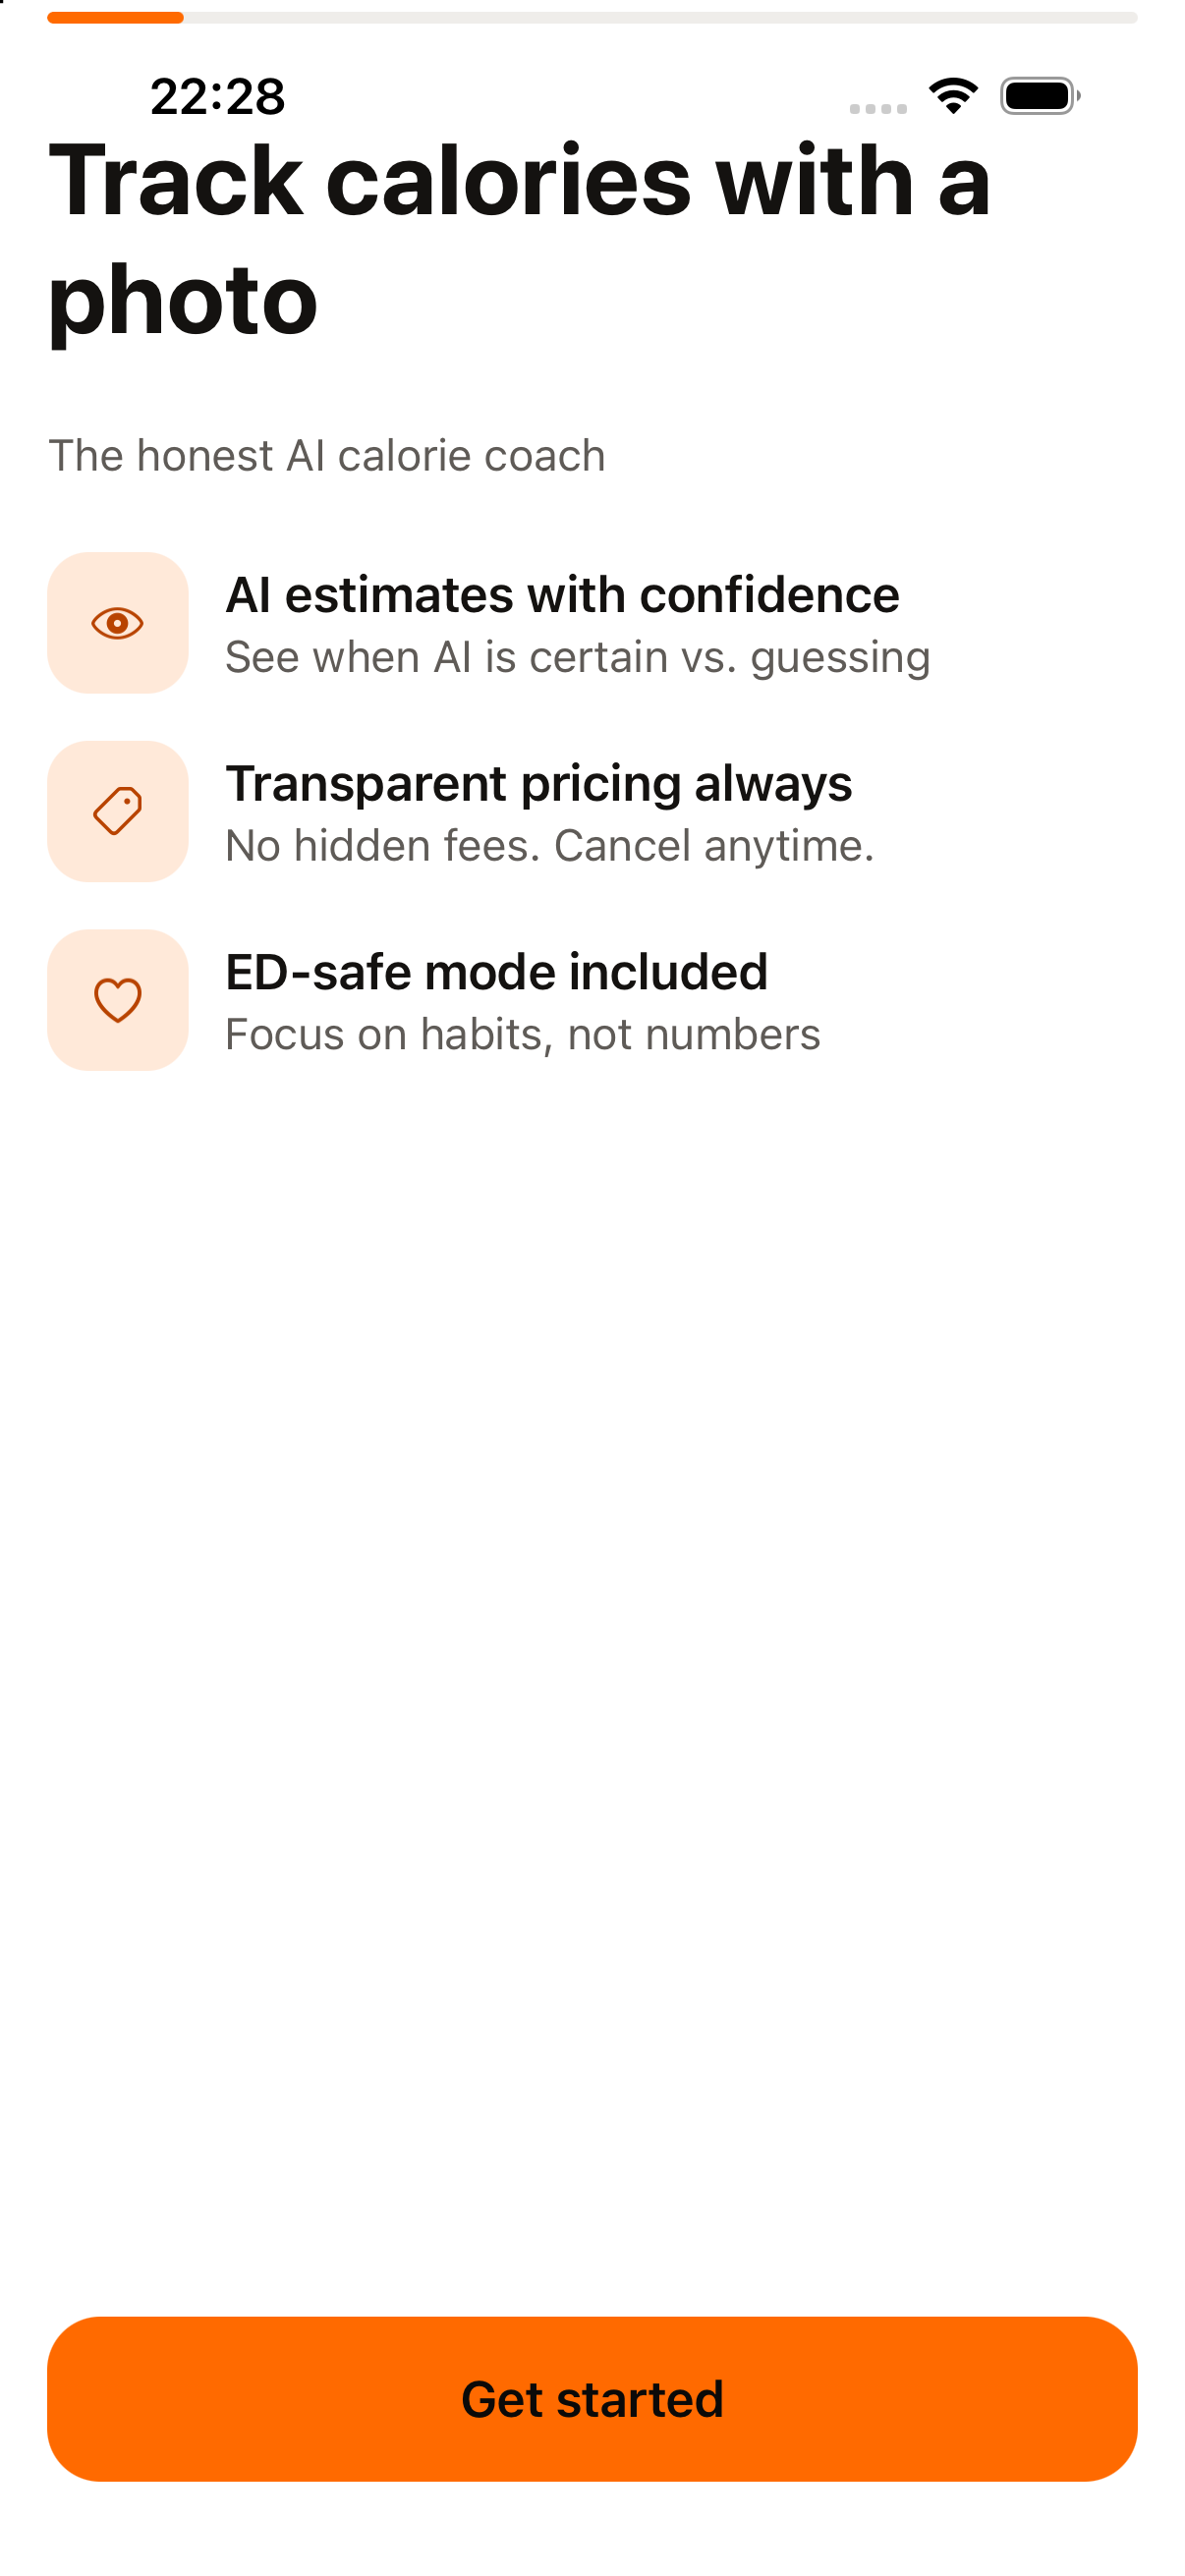 22:28
Track calories with a
photo
The honest AI calorie coach
AI estimates with confidence
See when AI is certain vs. guessing
Transparent pricing always
No hidden fees. Cancel anytime.
ED-safe mode included
Focus on habits, not numbers
Get started